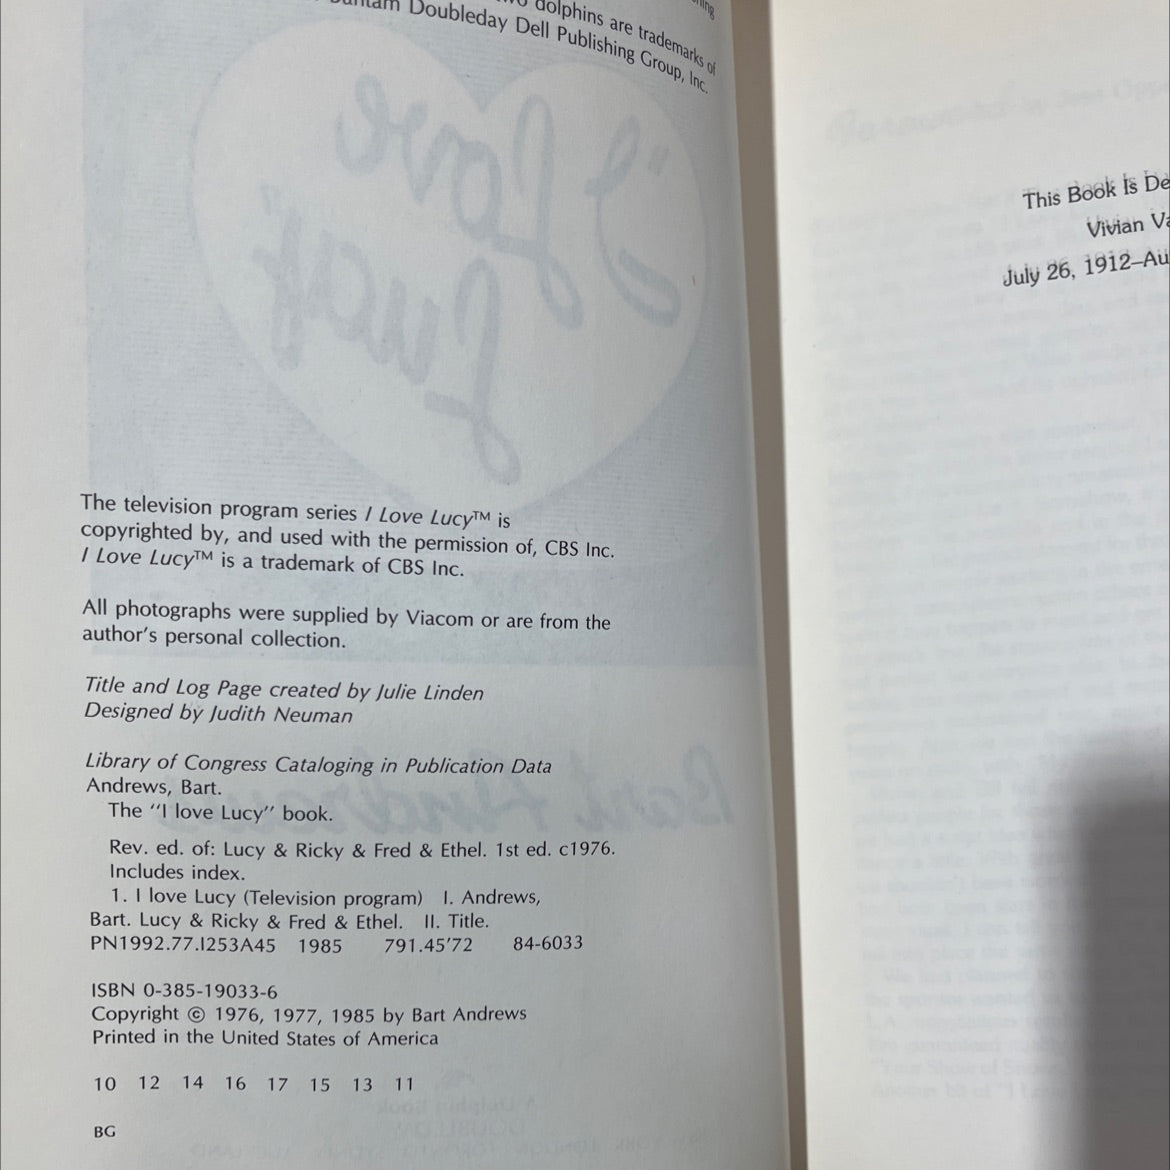 dolphins are trademarks of
Doubleday Dell Publishing Group, Inc.
The television program series I Love Lucy™ is
copyrighted by, and used with the permission of, CBS Inc.
I Love Lucy™ is a trademark of CBS Inc.
All photographs were supplied by Viacom or are from the
author's personal collection.
Title and Log Page created by Julie Linden
Designed by Judith Neuman
Library of Congress Cataloging in Publication Data
Andrews, Bart.
The "I love Lucy" book.
Rev. ed. of: Lucy & Ricky & Fred & Ethel. 1st ed. c1976.
Includes index.
1. I love Lucy (Television program) I. Andrews,
Bart. Lucy & Ricky & Fred & Ethel. II. Title.
PN1992.77.I253A45 1985 791.45'72 84-6033
ISBN 0-385-19033-6
Copyright © 1976, 1977, 1985 by Bart Andrews
Printed in the United States of America
10 12 14 16 17 15 13 11
BG
This Book Is De
Vivian Va
July 26, 1912–Au